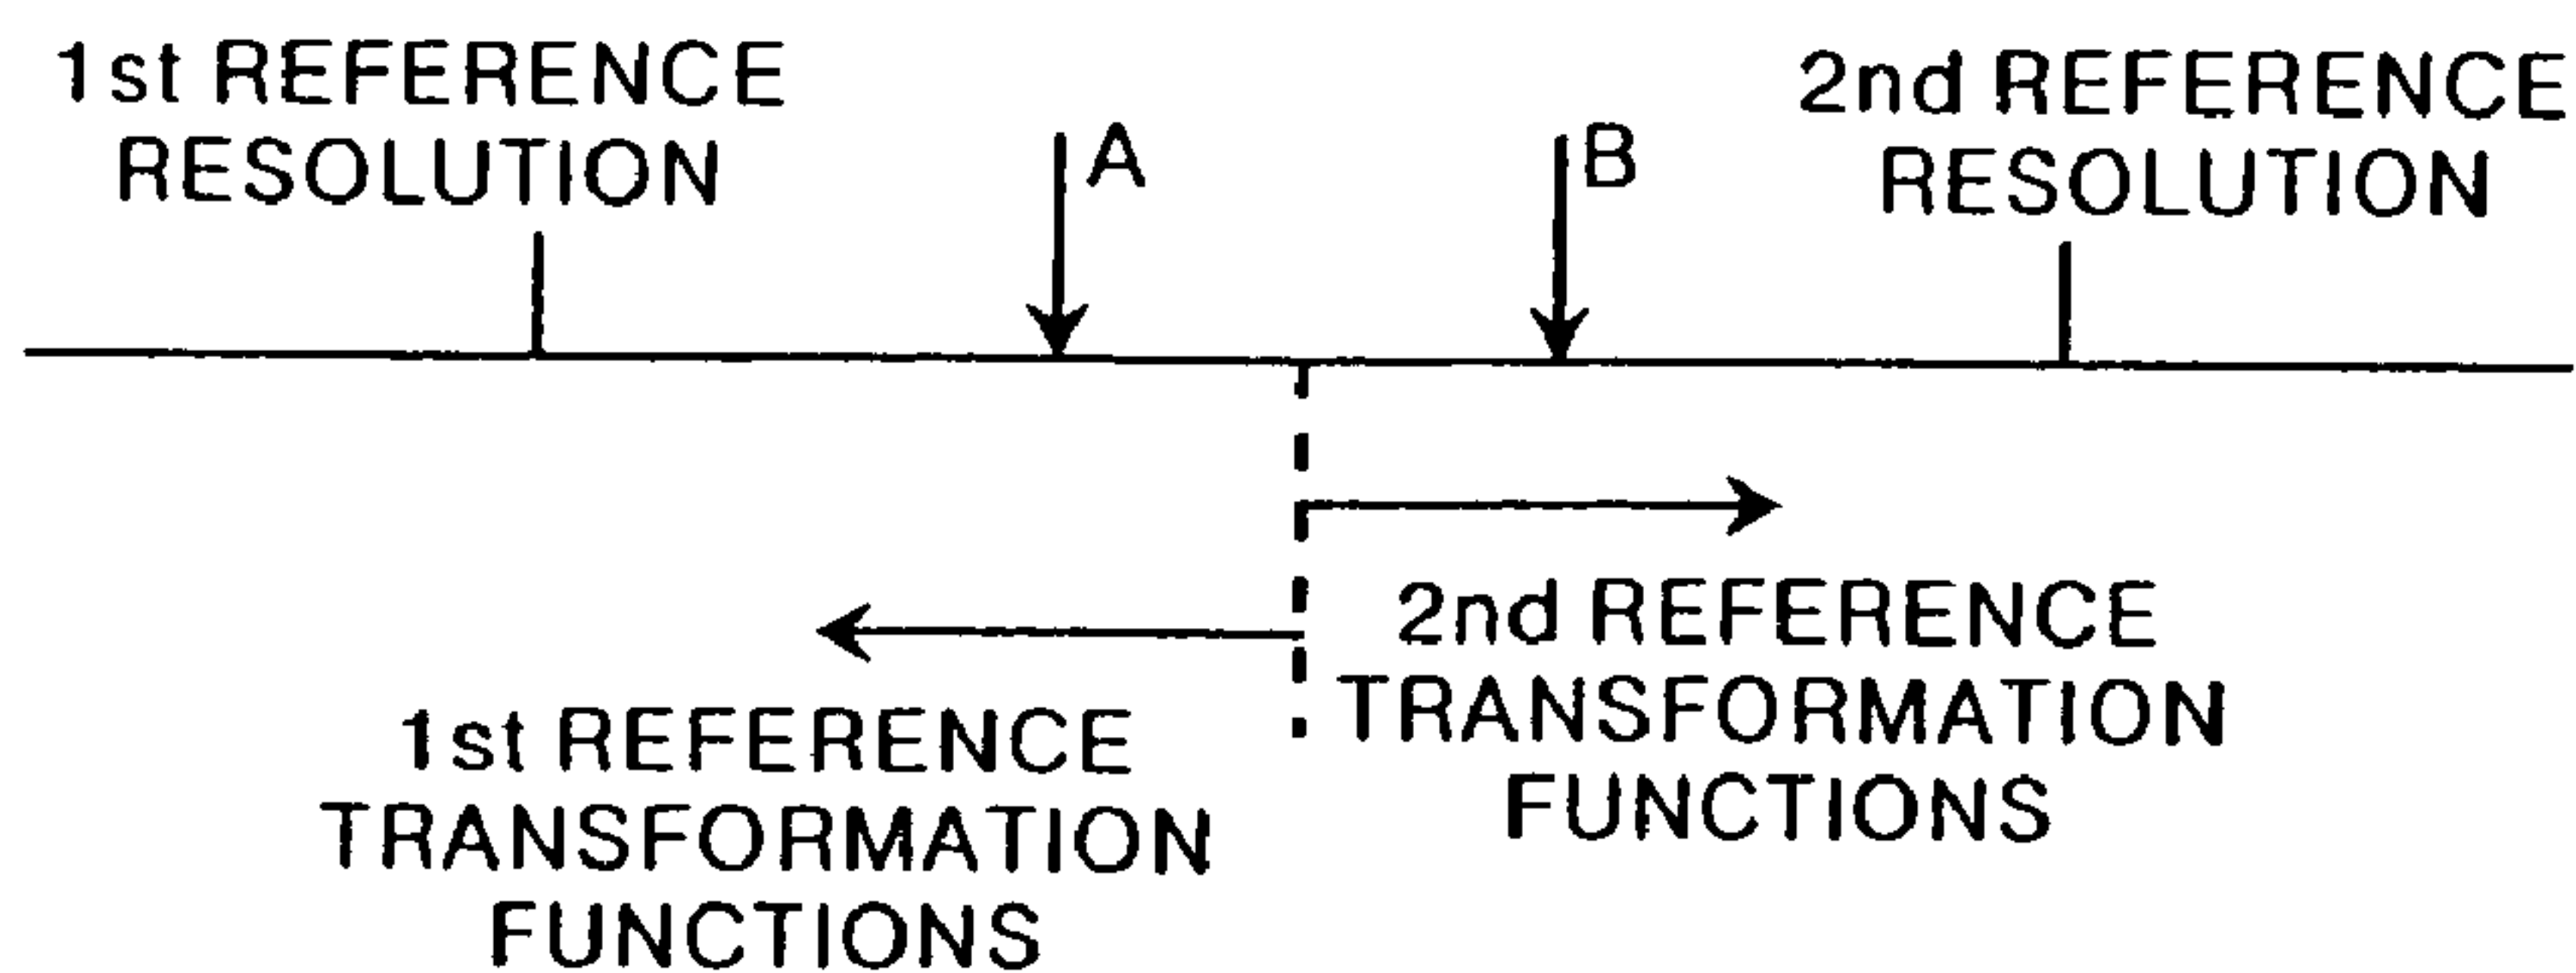 1st REFERENCE
RESOLUTION
A
B
2nd REFERENCE
RESOLUTION
2nd REFERENCE
TRANSFORMATION
FUNCTIONS
1st REFERENCE
TRANSFORMATION
FUNCTIONS